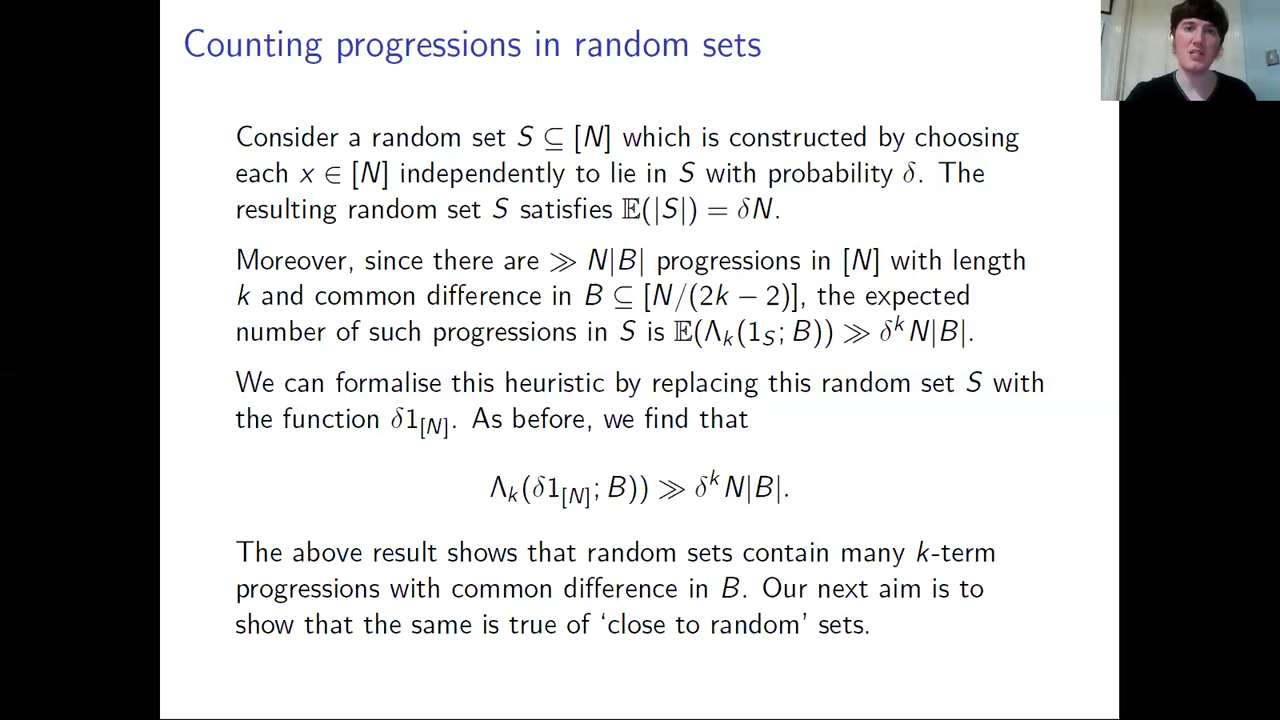 Counting progressions in random sets
Consider a random set S ⊆ [N] which is constructed by choosing
each x ∈ [N] independently to lie in S with probability δ. The
resulting random set S satisfies 𝔼(|S|) = δN.
Moreover, since there are ≫ N|B| progressions in [N] with length
k and common difference in B ⊆ [N/(2k − 2)], the expected
number of such progressions in S is 𝔼(Λₖ(1_S; B)) ≫ δᵏN|B|.
We can formalise this heuristic by replacing this random set S with
the function δ1_[N]. As before, we find that
Λₖ(δ1_[N]; B)) ≫ δᵏN|B|.
The above result shows that random sets contain many k-term
progressions with common difference in B. Our next aim is to
show that the same is true of ‘close to random’ sets.